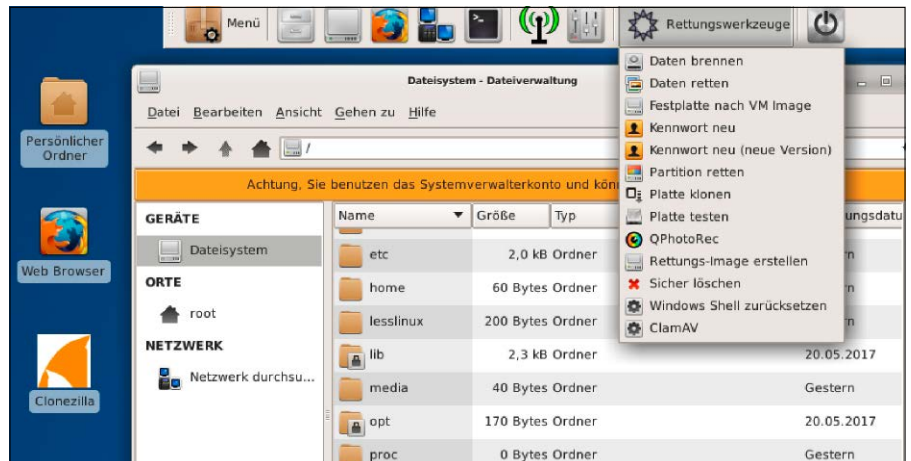 Menü
Rettungswerkzeuge
Daten brennen
Daten retten
Festplatte nach VM Image
Kennwort neu
Kennwort neu (neue Version)
Partition retten
Platte klonen
Platte testen
QPhotoRec
Rettungs-Image erstellen
Sicher löschen
Windows Shell zurücksetzen
ClamAV
Persönlicher
Ordner
Web Browser
Clonezilla
Dateisystem - Dateiverwaltung
Datei Bearbeiten Ansicht Gehen zu Hilfe
/
Achtung, Sie benutzen das Systemverwalterkonto und
GERÄTE
Dateisystem
ORTE
root
NETZWERK
Netzwerk durchsu...
Name Größe Typ
etc 2,0 kB Ordner
home 60 Bytes Ordner
lesslinux 200 Bytes Ordner
lib 2,3 kB Ordner 20.05.2017
media 40 Bytes Ordner Gestern
opt 170 Bytes Ordner 20.05.2017
proc 0 Bytes Ordner Gestern